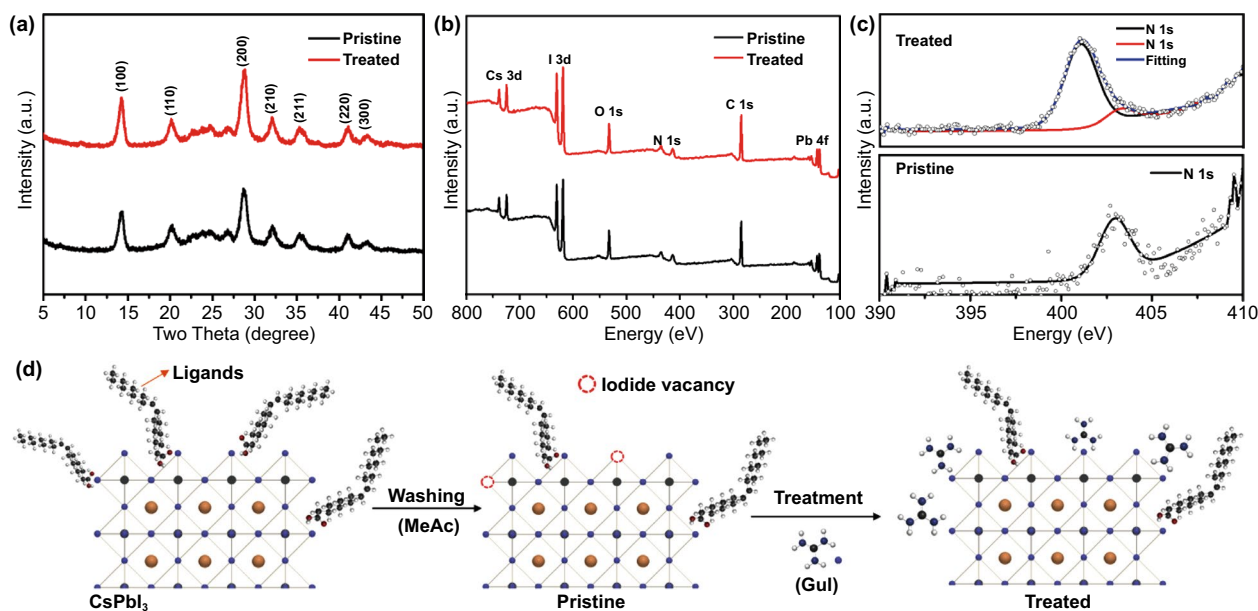 (a)
Pristine
Treated
(100)
(110)
(200)
(210)
(211)
(220)
(300)
Intensity (a.u.)
5 10 15 20 25 30 35 40 45 50
Two Theta (degree)
(b)
Pristine
Treated
Cs 3d
I 3d
O 1s
N 1s
C 1s
Pb 4f
Intensity (a.u.)
800 700 600 500 400 300 200 100
Energy (eV)
(c)
Treated
N 1s
N 1s
Fitting
Pristine
N 1s
Intensity (a.u.)
390 395 400 405 410
Energy (eV)
(d)
Ligands
Iodide vacancy
Washing
(MeAc)
Treatment
(GuI)
CsPbI₃
Pristine
Treated